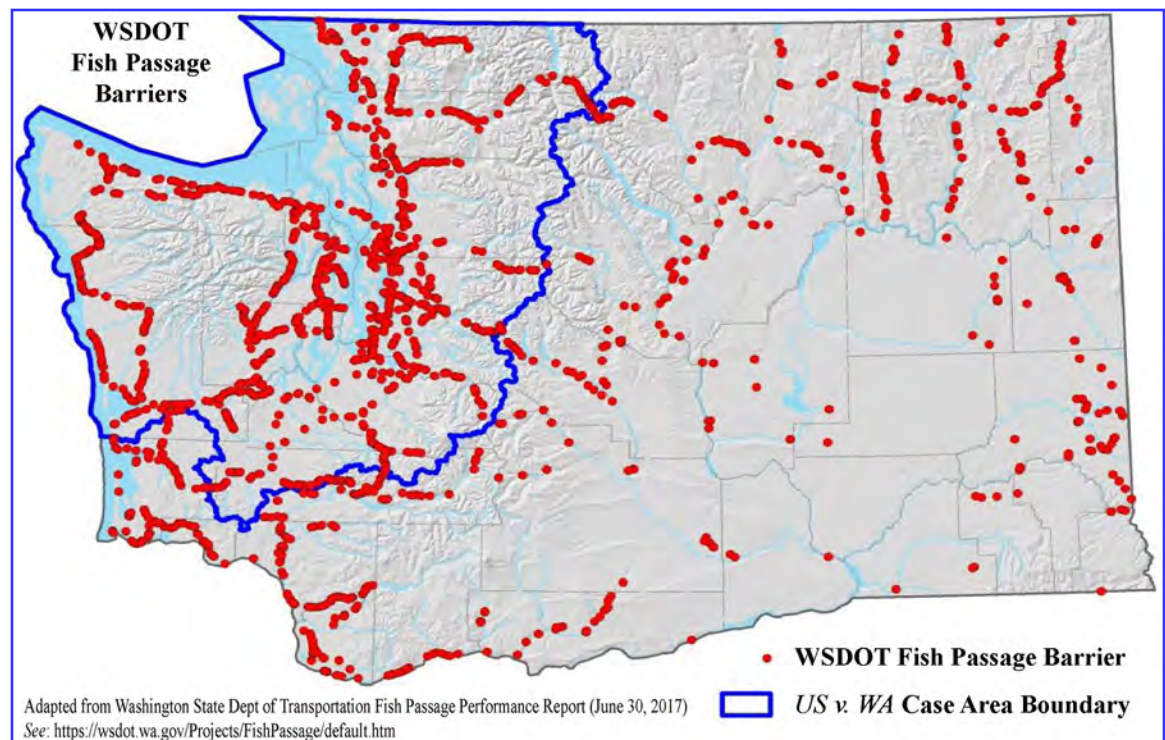 WSDOT
Fish Passage
Barriers
WSDOT Fish Passage Barrier
US v. WA Case Area Boundary
Adapted from Washington State Dept of Transportation Fish Passage Performance Report (June 30, 2017)
See: https://wsdot.wa.gov/Projects/FishPassage/default.htm